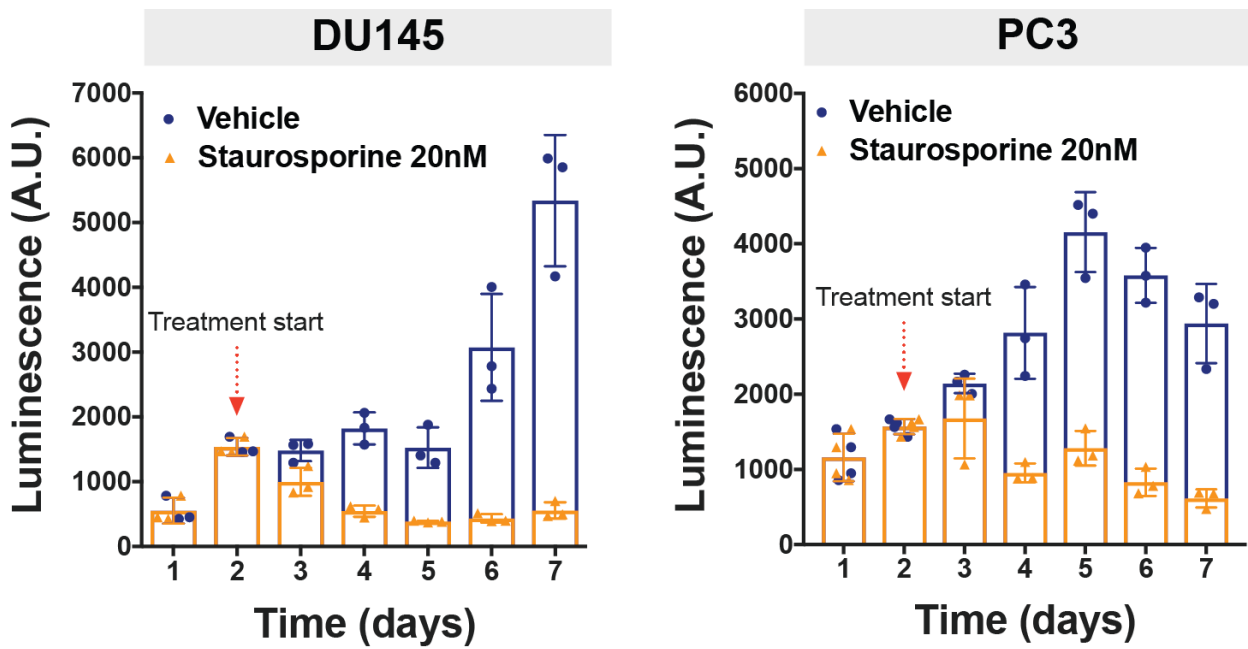 DU145
7000
6000
5000
4000
3000
2000
1000
0
Luminescence (A.U.)
Vehicle
Staurosporine 20nM
Treatment start
1 2 3 4 5 6 7
Time (days)
PC3
6000
5000
4000
3000
2000
1000
0
Luminescence (A.U.)
Vehicle
Staurosporine 20nM
Treatment start
1 2 3 4 5 6 7
Time (days)